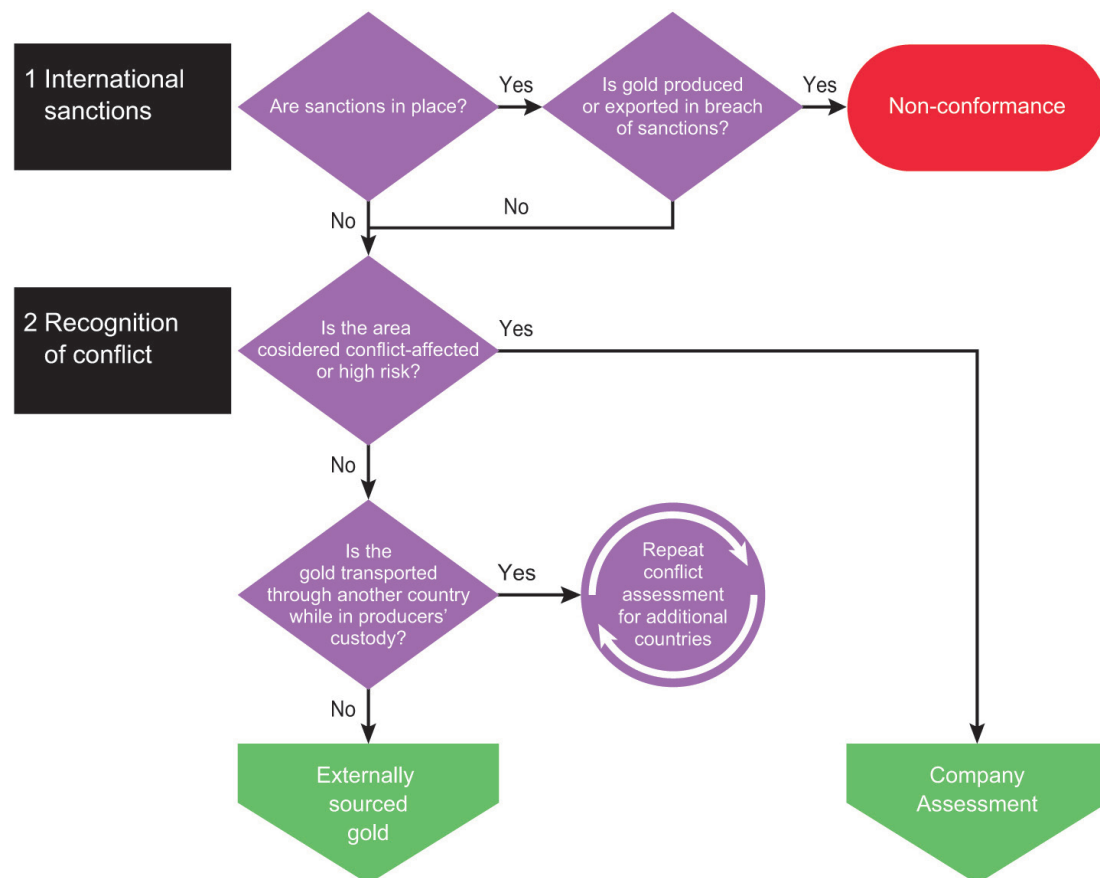 1 International
sanctions
Are sanctions in place?
Yes
Is gold produced
or exported in breach
of sanctions?
Yes
Non-conformance
No
No
2 Recognition
of conflict
Is the area
cosidered conflict-affected
or high risk?
Yes
No
Is the
gold transported
through another country
while in producers'
custody?
Yes
Repeat
conflict
assessment
for additional
countries
No
Externally
sourced
gold
Company
Assessment